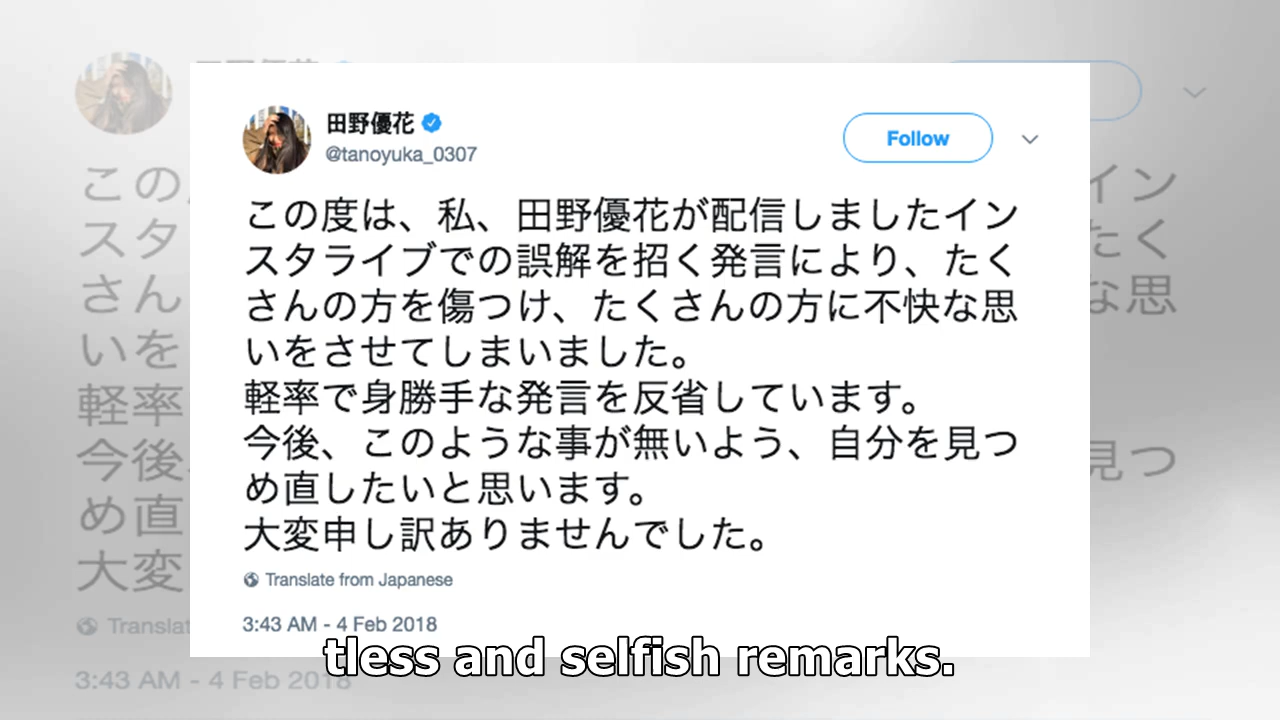 田野優花
@tanoyuka_0307
Follow
この度は、私、田野優花が配信しましたイン
スタライブでの誤解を招く発言により、たく
さんの方を傷つけ、たくさんの方に不快な思
いをさせてしまいました。
軽率で身勝手な発言を反省しています。
今後、このような事が無いよう、自分を見つ
め直したいと思います。
大変申し訳ありませんでした。
Translate from Japanese
3:43 AM - 4 Feb 2018
tless and selfish remarks.